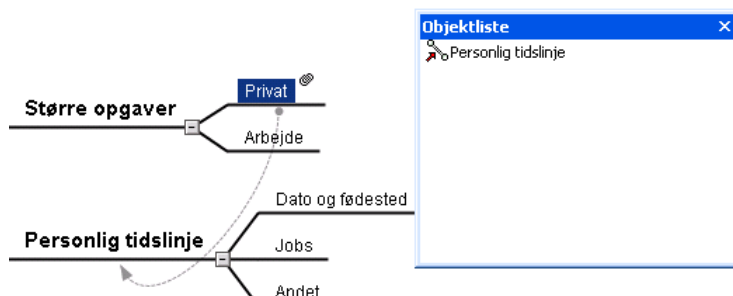 Objektliste
Personlig tidslinje
Privat
Større opgaver
Arbejde
Dato og fødested
Personlig tidslinje
Jobs
Andet